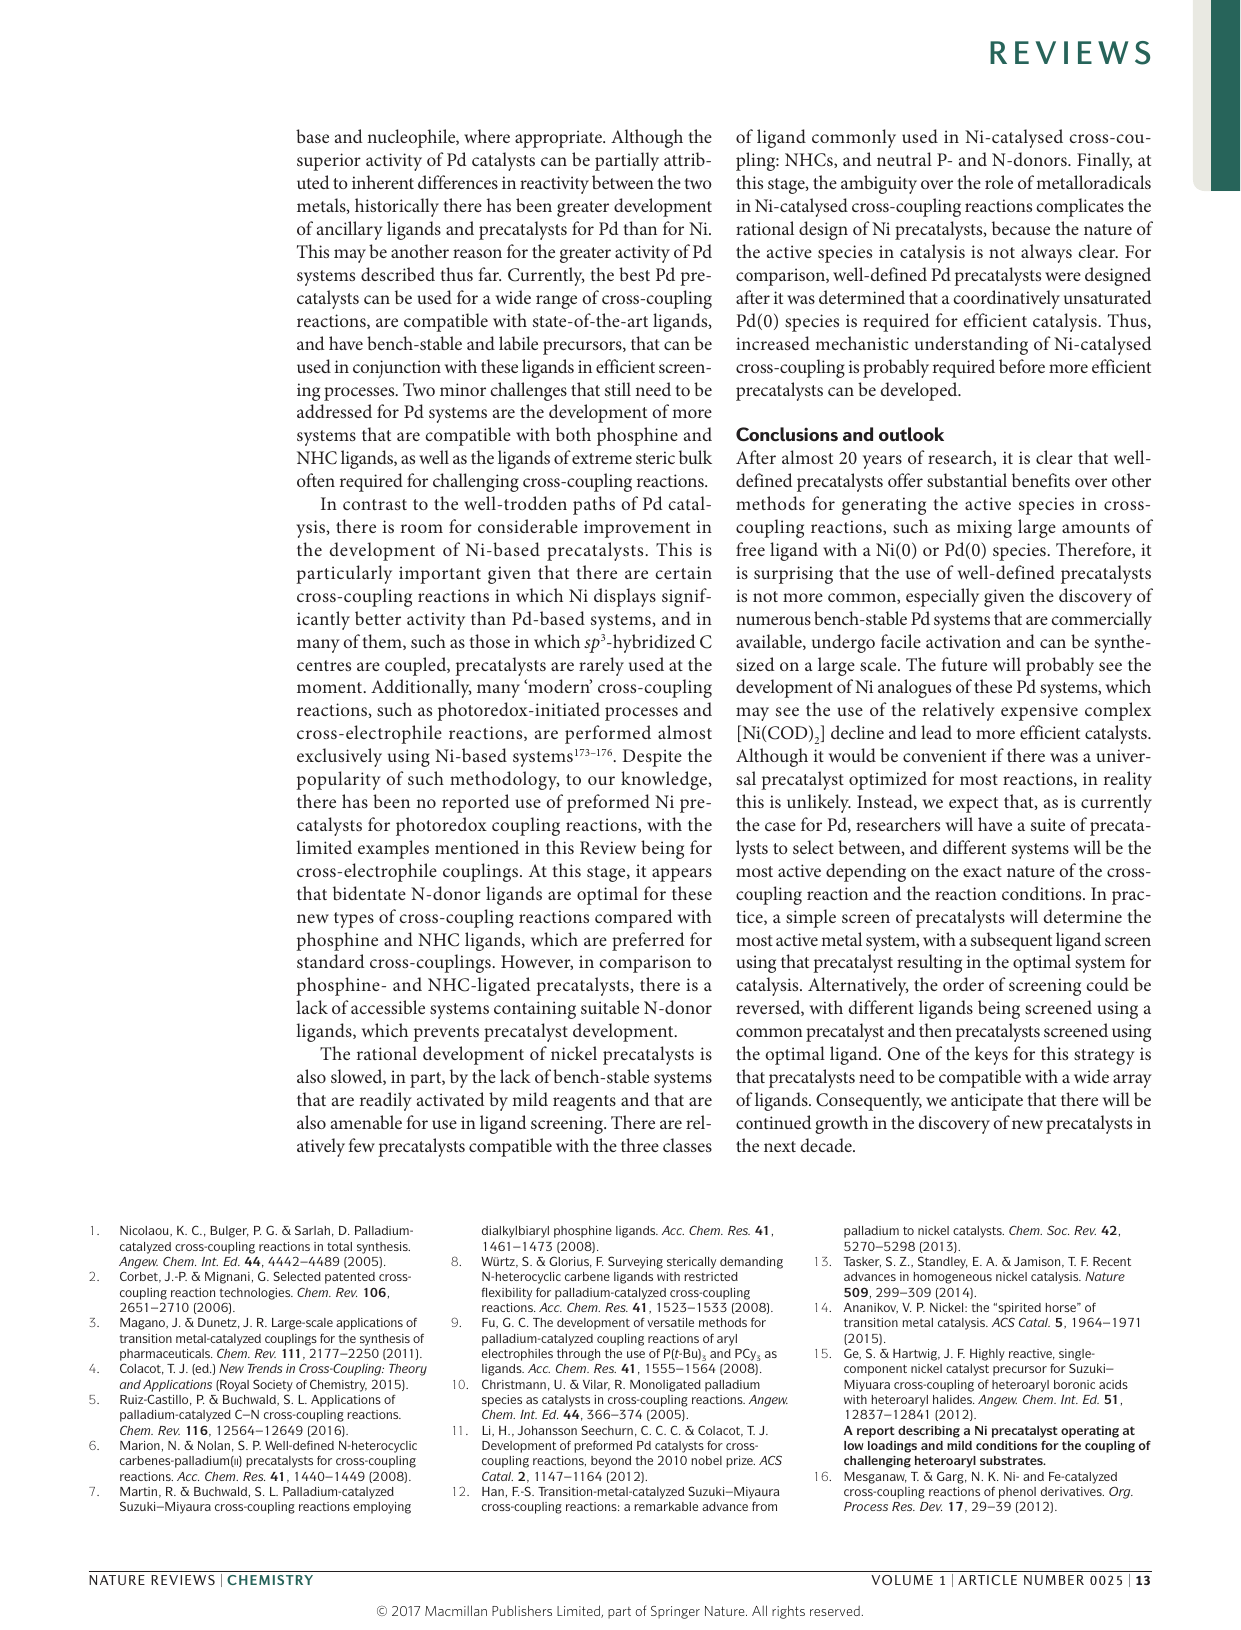 REVIEWS
base and nucleophile, where appropriate. Although the
superior activity of Pd catalysts can be partially attrib-
uted to inherent differences in reactivity between the two
metals, historically there has been greater development
of ancillary ligands and precatalysts for Pd than for Ni.
This may be another reason for the greater activity of Pd
systems described thus far. Currently, the best Pd pre-
catalysts can be used for a wide range of cross-coupling
reactions, are compatible with state-of-the-art ligands,
and have bench-stable and labile precursors, that can be
used in conjunction with these ligands in efficient screen-
ing processes. Two minor challenges that still need to be
addressed for Pd systems are the development of more
systems that are compatible with both phosphine and
NHC ligands, as well as the ligands of extreme steric bulk
often required for challenging cross-coupling reactions.
In contrast to the well-trodden paths of Pd catal-
ysis, there is room for considerable improvement in
the development of Ni-based precatalysts. This is
particularly important given that there are certain
cross-coupling reactions in which Ni displays signif-
icantly better activity than Pd-based systems, and in
many of them, such as those in which sp³-hybridized C
centres are coupled, precatalysts are rarely used at the
moment. Additionally, many ‘modern’ cross-coupling
reactions, such as photoredox-initiated processes and
cross-electrophile reactions, are performed almost
exclusively using Ni-based systems¹⁷³⁻¹⁷⁶. Despite the
popularity of such methodology, to our knowledge,
there has been no reported use of preformed Ni pre-
catalysts for photoredox coupling reactions, with the
limited examples mentioned in this Review being for
cross-electrophile couplings. At this stage, it appears
that bidentate N-donor ligands are optimal for these
new types of cross-coupling reactions compared with
phosphine and NHC ligands, which are preferred for
standard cross-couplings. However, in comparison to
phosphine- and NHC-ligated precatalysts, there is a
lack of accessible systems containing suitable N-donor
ligands, which prevents precatalyst development.
The rational development of nickel precatalysts is
also slowed, in part, by the lack of bench-stable systems
that are readily activated by mild reagents and that are
also amenable for use in ligand screening. There are rel-
atively few precatalysts compatible with the three classes
of ligand commonly used in Ni-catalysed cross-cou-
pling: NHCs, and neutral P- and N-donors. Finally, at
this stage, the ambiguity over the role of metalloradicals
in Ni-catalysed cross-coupling reactions complicates the
rational design of Ni precatalysts, because the nature of
the active species in catalysis is not always clear. For
comparison, well-defined Pd precatalysts were designed
after it was determined that a coordinatively unsaturated
Pd(0) species is required for efficient catalysis. Thus,
increased mechanistic understanding of Ni-catalysed
cross-coupling is probably required before more efficient
precatalysts can be developed.
Conclusions and outlook
After almost 20 years of research, it is clear that well-
defined precatalysts offer substantial benefits over other
methods for generating the active species in cross-
coupling reactions, such as mixing large amounts of
free ligand with a Ni(0) or Pd(0) species. Therefore, it
is surprising that the use of well-defined precatalysts
is not more common, especially given the discovery of
numerous bench-stable Pd systems that are commercially
available, undergo facile activation and can be synthe-
sized on a large scale. The future will probably see the
development of Ni analogues of these Pd systems, which
may see the use of the relatively expensive complex
[Ni(COD)₂] decline and lead to more efficient catalysts.
Although it would be convenient if there was a univer-
sal precatalyst optimized for most reactions, in reality
this is unlikely. Instead, we expect that, as is currently
the case for Pd, researchers will have a suite of precata-
lysts to select between, and different systems will be the
most active depending on the exact nature of the cross-
coupling reaction and the reaction conditions. In prac-
tice, a simple screen of precatalysts will determine the
most active metal system, with a subsequent ligand screen
using that precatalyst resulting in the optimal system for
catalysis. Alternatively, the order of screening could be
reversed, with different ligands being screened using a
common precatalyst and then precatalysts screened using
the optimal ligand. One of the keys for this strategy is
that precatalysts need to be compatible with a wide array
of ligands. Consequently, we anticipate that there will be
continued growth in the discovery of new precatalysts in
the next decade.
1. Nicolaou, K. C., Bulger, P. G. & Sarlah, D. Palladium-
catalyzed cross-coupling reactions in total synthesis.
Angew. Chem. Int. Ed. 44, 4442–4489 (2005).
2. Corbet, J.-P. & Mignani, G. Selected patented cross-
coupling reaction technologies. Chem. Rev. 106,
2651–2710 (2006).
3. Magano, J. & Dunetz, J. R. Large-scale applications of
transition metal-catalyzed couplings for the synthesis of
pharmaceuticals. Chem. Rev. 111, 2177–2250 (2011).
4. Colacot, T. J. (ed.) New Trends in Cross-Coupling: Theory
and Applications (Royal Society of Chemistry, 2015).
5. Ruiz-Castillo, P. & Buchwald, S. L. Applications of
palladium-catalyzed C–N cross-coupling reactions.
Chem. Rev. 116, 12564–12649 (2016).
6. Marion, N. & Nolan, S. P. Well-defined N-heterocyclic
carbenes-palladium(II) precatalysts for cross-coupling
reactions. Acc. Chem. Res. 41, 1440–1449 (2008).
7. Martin, R. & Buchwald, S. L. Palladium-catalyzed
Suzuki–Miyaura cross-coupling reactions employing
dialkylbiaryl phosphine ligands. Acc. Chem. Res. 41,
1461–1473 (2008).
8. Würtz, S. & Glorius, F. Surveying sterically demanding
N-heterocyclic carbene ligands with restricted
flexibility for palladium-catalyzed cross-coupling
reactions. Acc. Chem. Res. 41, 1523–1533 (2008).
9. Fu, G. C. The development of versatile methods for
palladium-catalyzed coupling reactions of aryl
electrophiles through the use of P(t-Bu)₃ and PCy₃ as
ligands. Acc. Chem. Res. 41, 1555–1564 (2008).
10. Christmann, U. & Vilar, R. Monoligated palladium
species as catalysts in cross-coupling reactions. Angew.
Chem. Int. Ed. 44, 366–374 (2005).
11. Li, H., Johansson Seechurn, C. C. C. & Colacot, T. J.
Development of preformed Pd catalysts for cross-
coupling reactions, beyond the 2010 nobel prize. ACS
Catal. 2, 1147–1164 (2012).
12. Han, F.-S. Transition-metal-catalyzed Suzuki–Miyaura
cross-coupling reactions: a remarkable advance from
palladium to nickel catalysts. Chem. Soc. Rev. 42,
5270–5298 (2013).
13. Tasker, S. Z., Standley, E. A. & Jamison, T. F. Recent
advances in homogeneous nickel catalysis. Nature
509, 299–309 (2014).
14. Ananikov, V. P. Nickel: the “spirited horse” of
transition metal catalysis. ACS Catal. 5, 1964–1971
(2015).
15. Ge, S. & Hartwig, J. F. Highly reactive, single-
component nickel catalyst precursor for Suzuki–
Miyuara cross-coupling of heteroaryl boronic acids
with heteroaryl halides. Angew. Chem. Int. Ed. 51,
12837–12841 (2012).
A report describing a Ni precatalyst operating at
low loadings and mild conditions for the coupling of
challenging heteroaryl substrates.
16. Mesganaw, T. & Garg, N. K. Ni- and Fe-catalyzed
cross-coupling reactions of phenol derivatives. Org.
Process Res. Dev. 17, 29–39 (2012).
NATURE REVIEWS | CHEMISTRY
VOLUME 1 | ARTICLE NUMBER 0025 | 13
© 2017 Macmillan Publishers Limited, part of Springer Nature. All rights reserved.